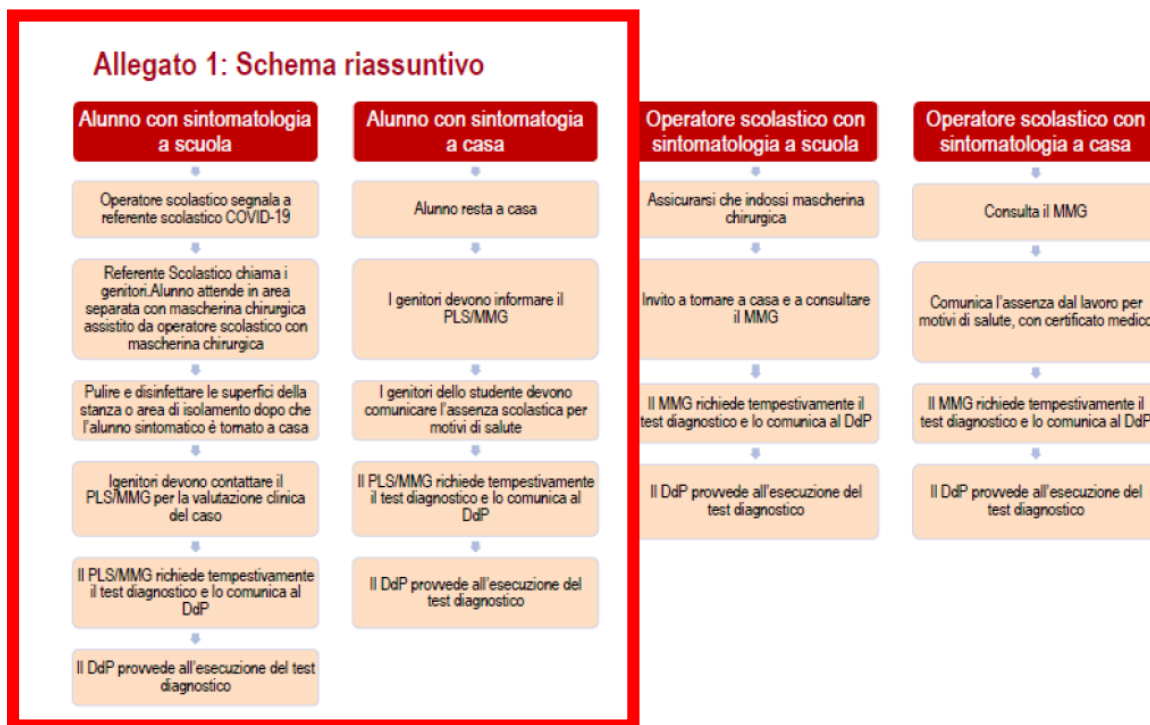 Allegato 1: Schema riassuntivo
Alunno con sintomatologia
a scuola
Operatore scolastico segnala a
referente scolastico COVID-19
Referente Scolastico chiama i
genitori.Alunno attende in area
separata con mascherina chirurgica
assistito da operatore scolastico con
mascherina chirurgica
Pulire e disinfettare le superfici della
stanza o area di isolamento dopo che
l'alunno sintomatico è tornato a casa
Igenitori devono contattare il
PLS/MMG per la valutazione clinica
del caso
Il PLS/MMG richiede tempestivamente
il test diagnostico e lo comunica al
DdP
Il DdP provvede all'esecuzione del test
diagnostico
Alunno con sintomatogia
a casa
Alunno resta a casa
I genitori devono informare il
PLS/MMG
I genitori dello studente devono
comunicare l'assenza scolastica per
motivi di salute
Il PLS/MMG richiede tempestivamente
il test diagnostico e lo comunica al
DdP
Il DdP provvede all'esecuzione del
test diagnostico
Operatore scolastico con
sintomatologia a scuola
Assicurarsi che indossi mascherina
chirurgica
Invito a tornare a casa e a consultare
il MMG
Il MMG richiede tempestivamente il
test diagnostico e lo comunica al DdP
Il DdP provvede all'esecuzione del
test diagnostico
Operatore scolastico con
sintomatologia a casa
Consulta il MMG
Comunica l'assenza dal lavoro per
motivi di salute, con certificato medico
Il MMG richiede tempestivamente il
test diagnostico e lo comunica al DdP
Il DdP provvede all'esecuzione del
test diagnostico